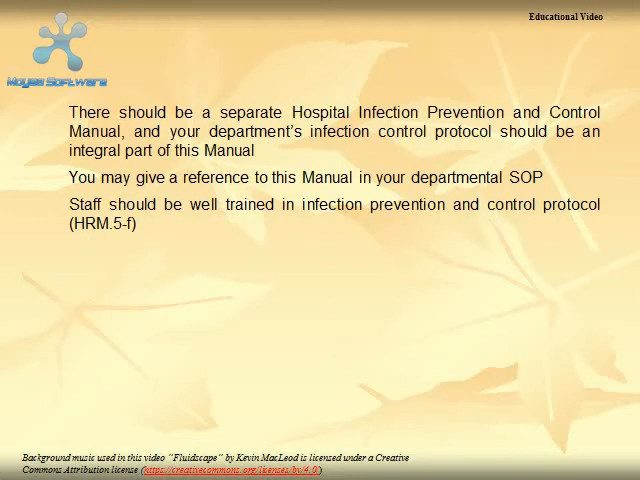 Educational Video
Moyas Software
There should be a separate Hospital Infection Prevention and Control
Manual, and your department's infection control protocol should be an
integral part of this Manual
You may give a reference to this Manual in your departmental SOP
Staff should be well trained in infection prevention and control protocol
(HRM.5-f)
Background music used in this video "Fluidscape" by Kevin MacLeod is licensed under a Creative
Commons Attribution license (https://creativecommons.org/licenses/by/4.0/)